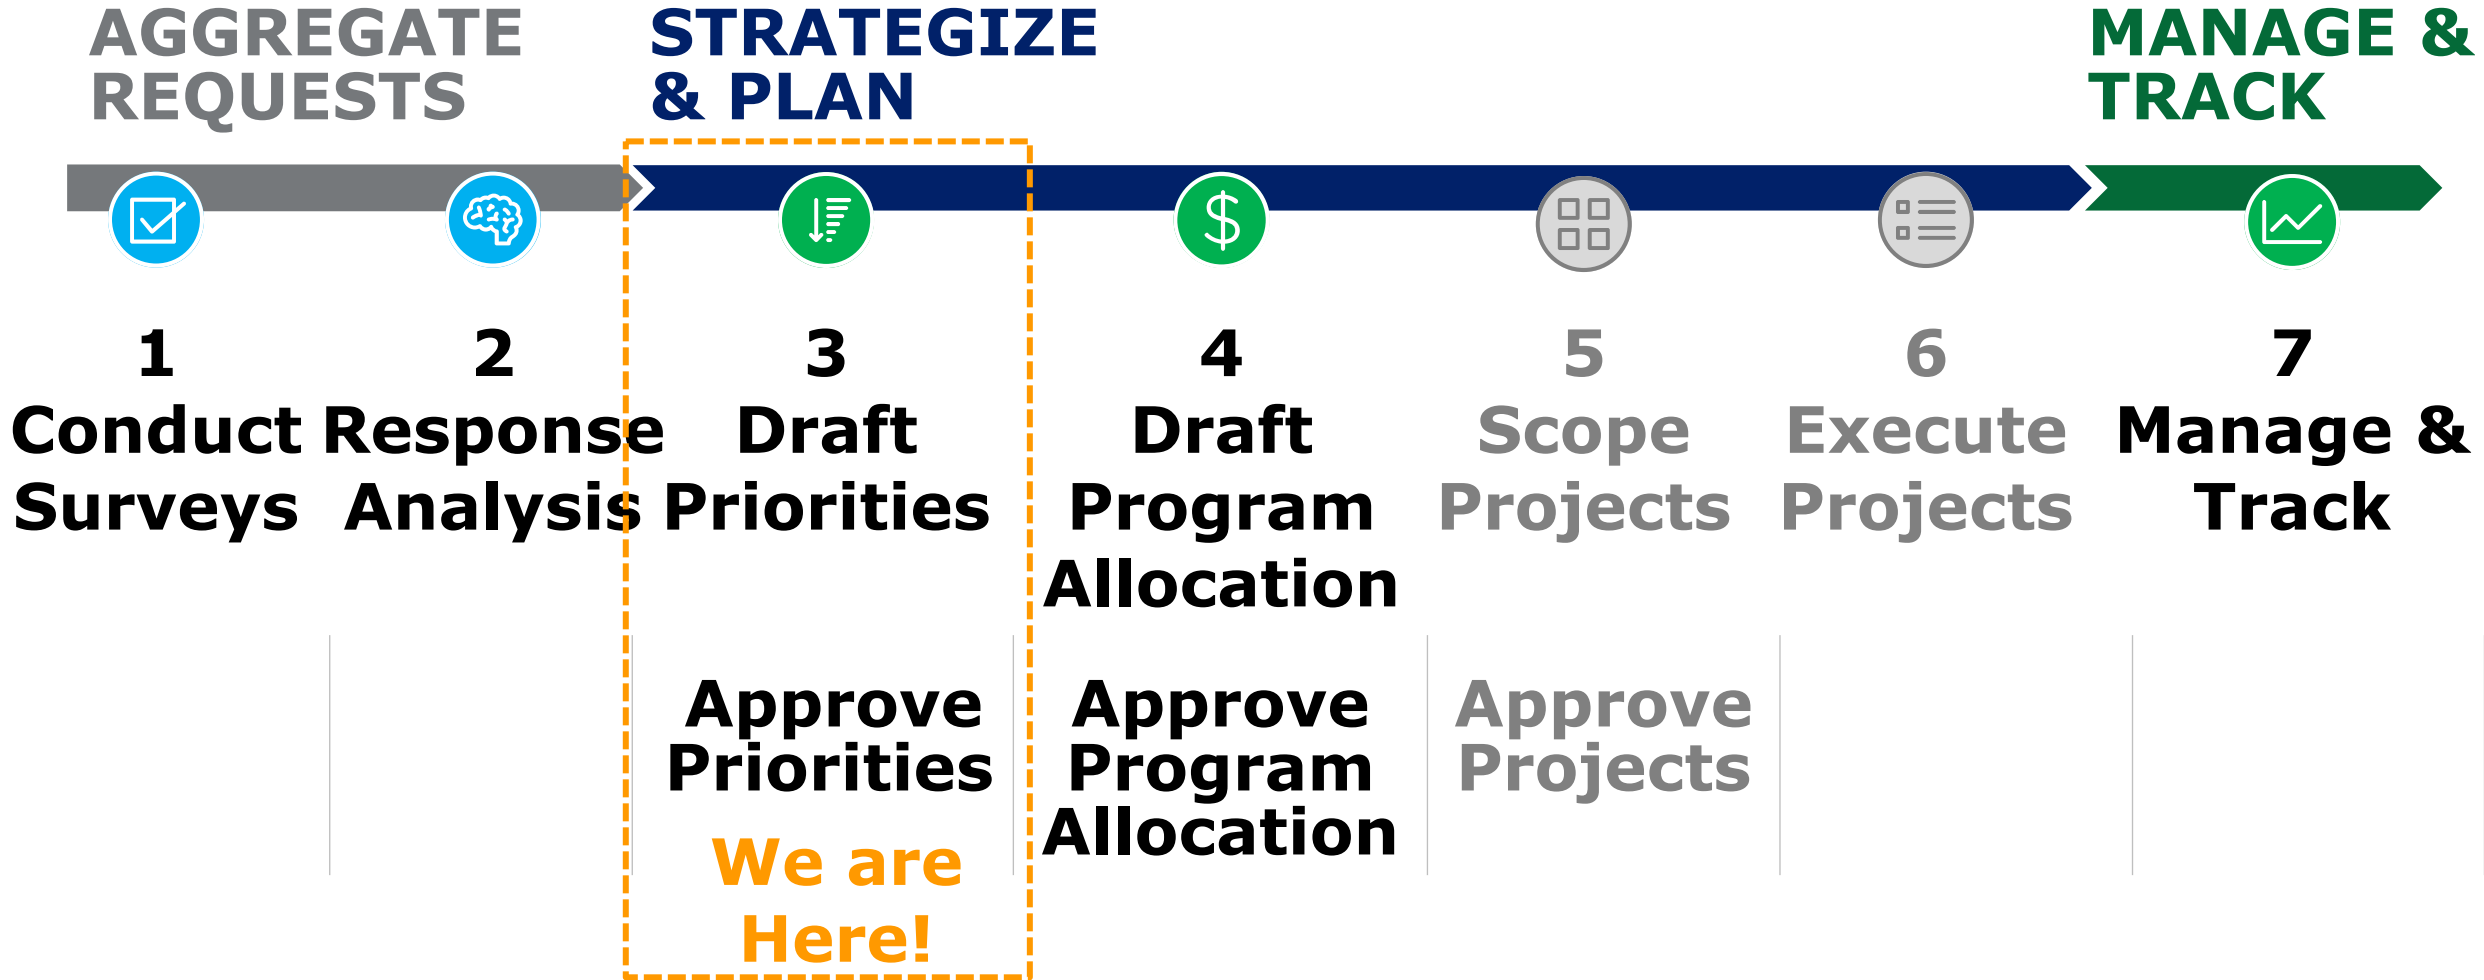 AGGREGATE
REQUESTS
STRATEGIZE
& PLAN
MANAGE &
TRACK
1
Conduct
Surveys
2
Response
Analysis
3
Draft
Priorities
4
Draft
Program
Allocation
5
Scope
Projects
6
Execute
Projects
7
Manage &
Track
Approve
Priorities
We are
Here!
Approve
Program
Allocation
Approve
Projects